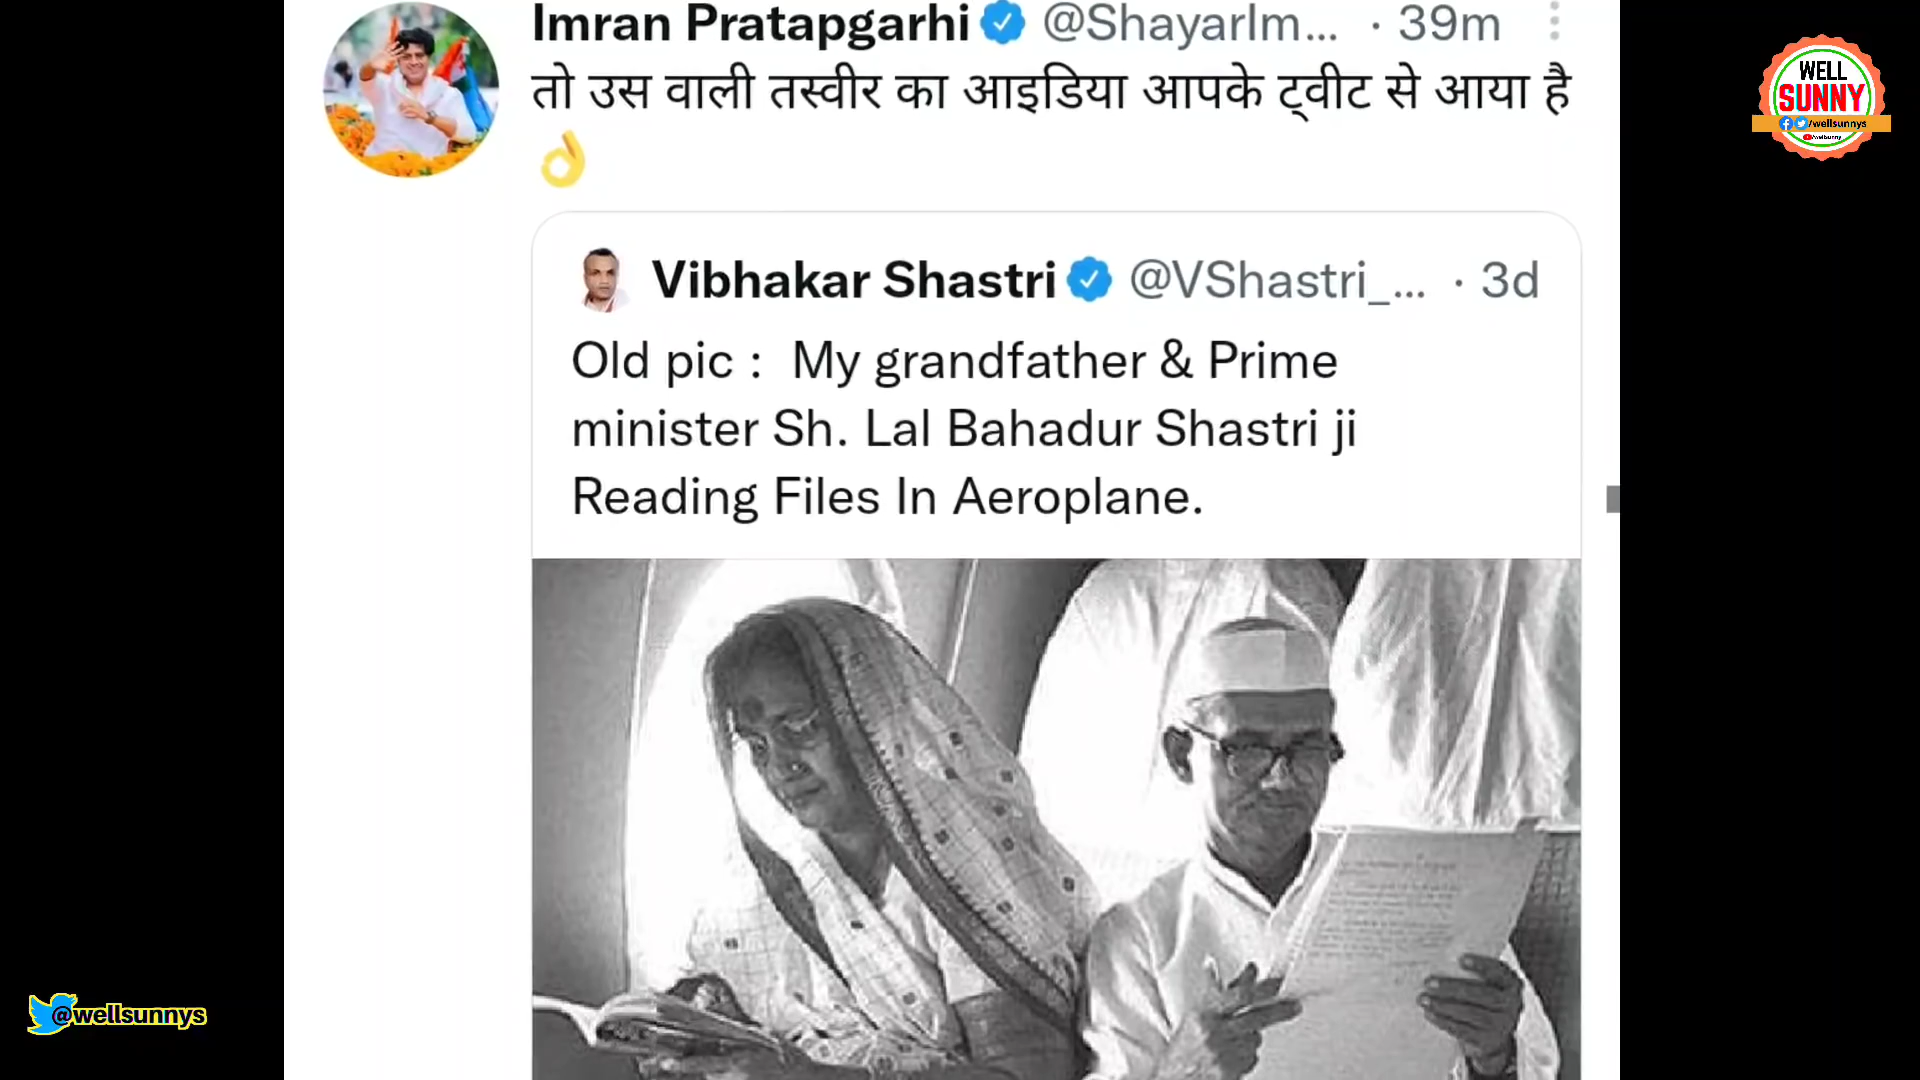 Imran Pratapgarhi @ShayarIm... · 39m
तो उस वाली तस्वीर का आइडिया आपके ट्वीट से आया है
👌
WELL
SUNNY
/wellsunnys
/wellsunny
Vibhakar Shastri @VShastri_... · 3d
Old pic : My grandfather & Prime
minister Sh. Lal Bahadur Shastri ji
Reading Files In Aeroplane.
@wellsunnys